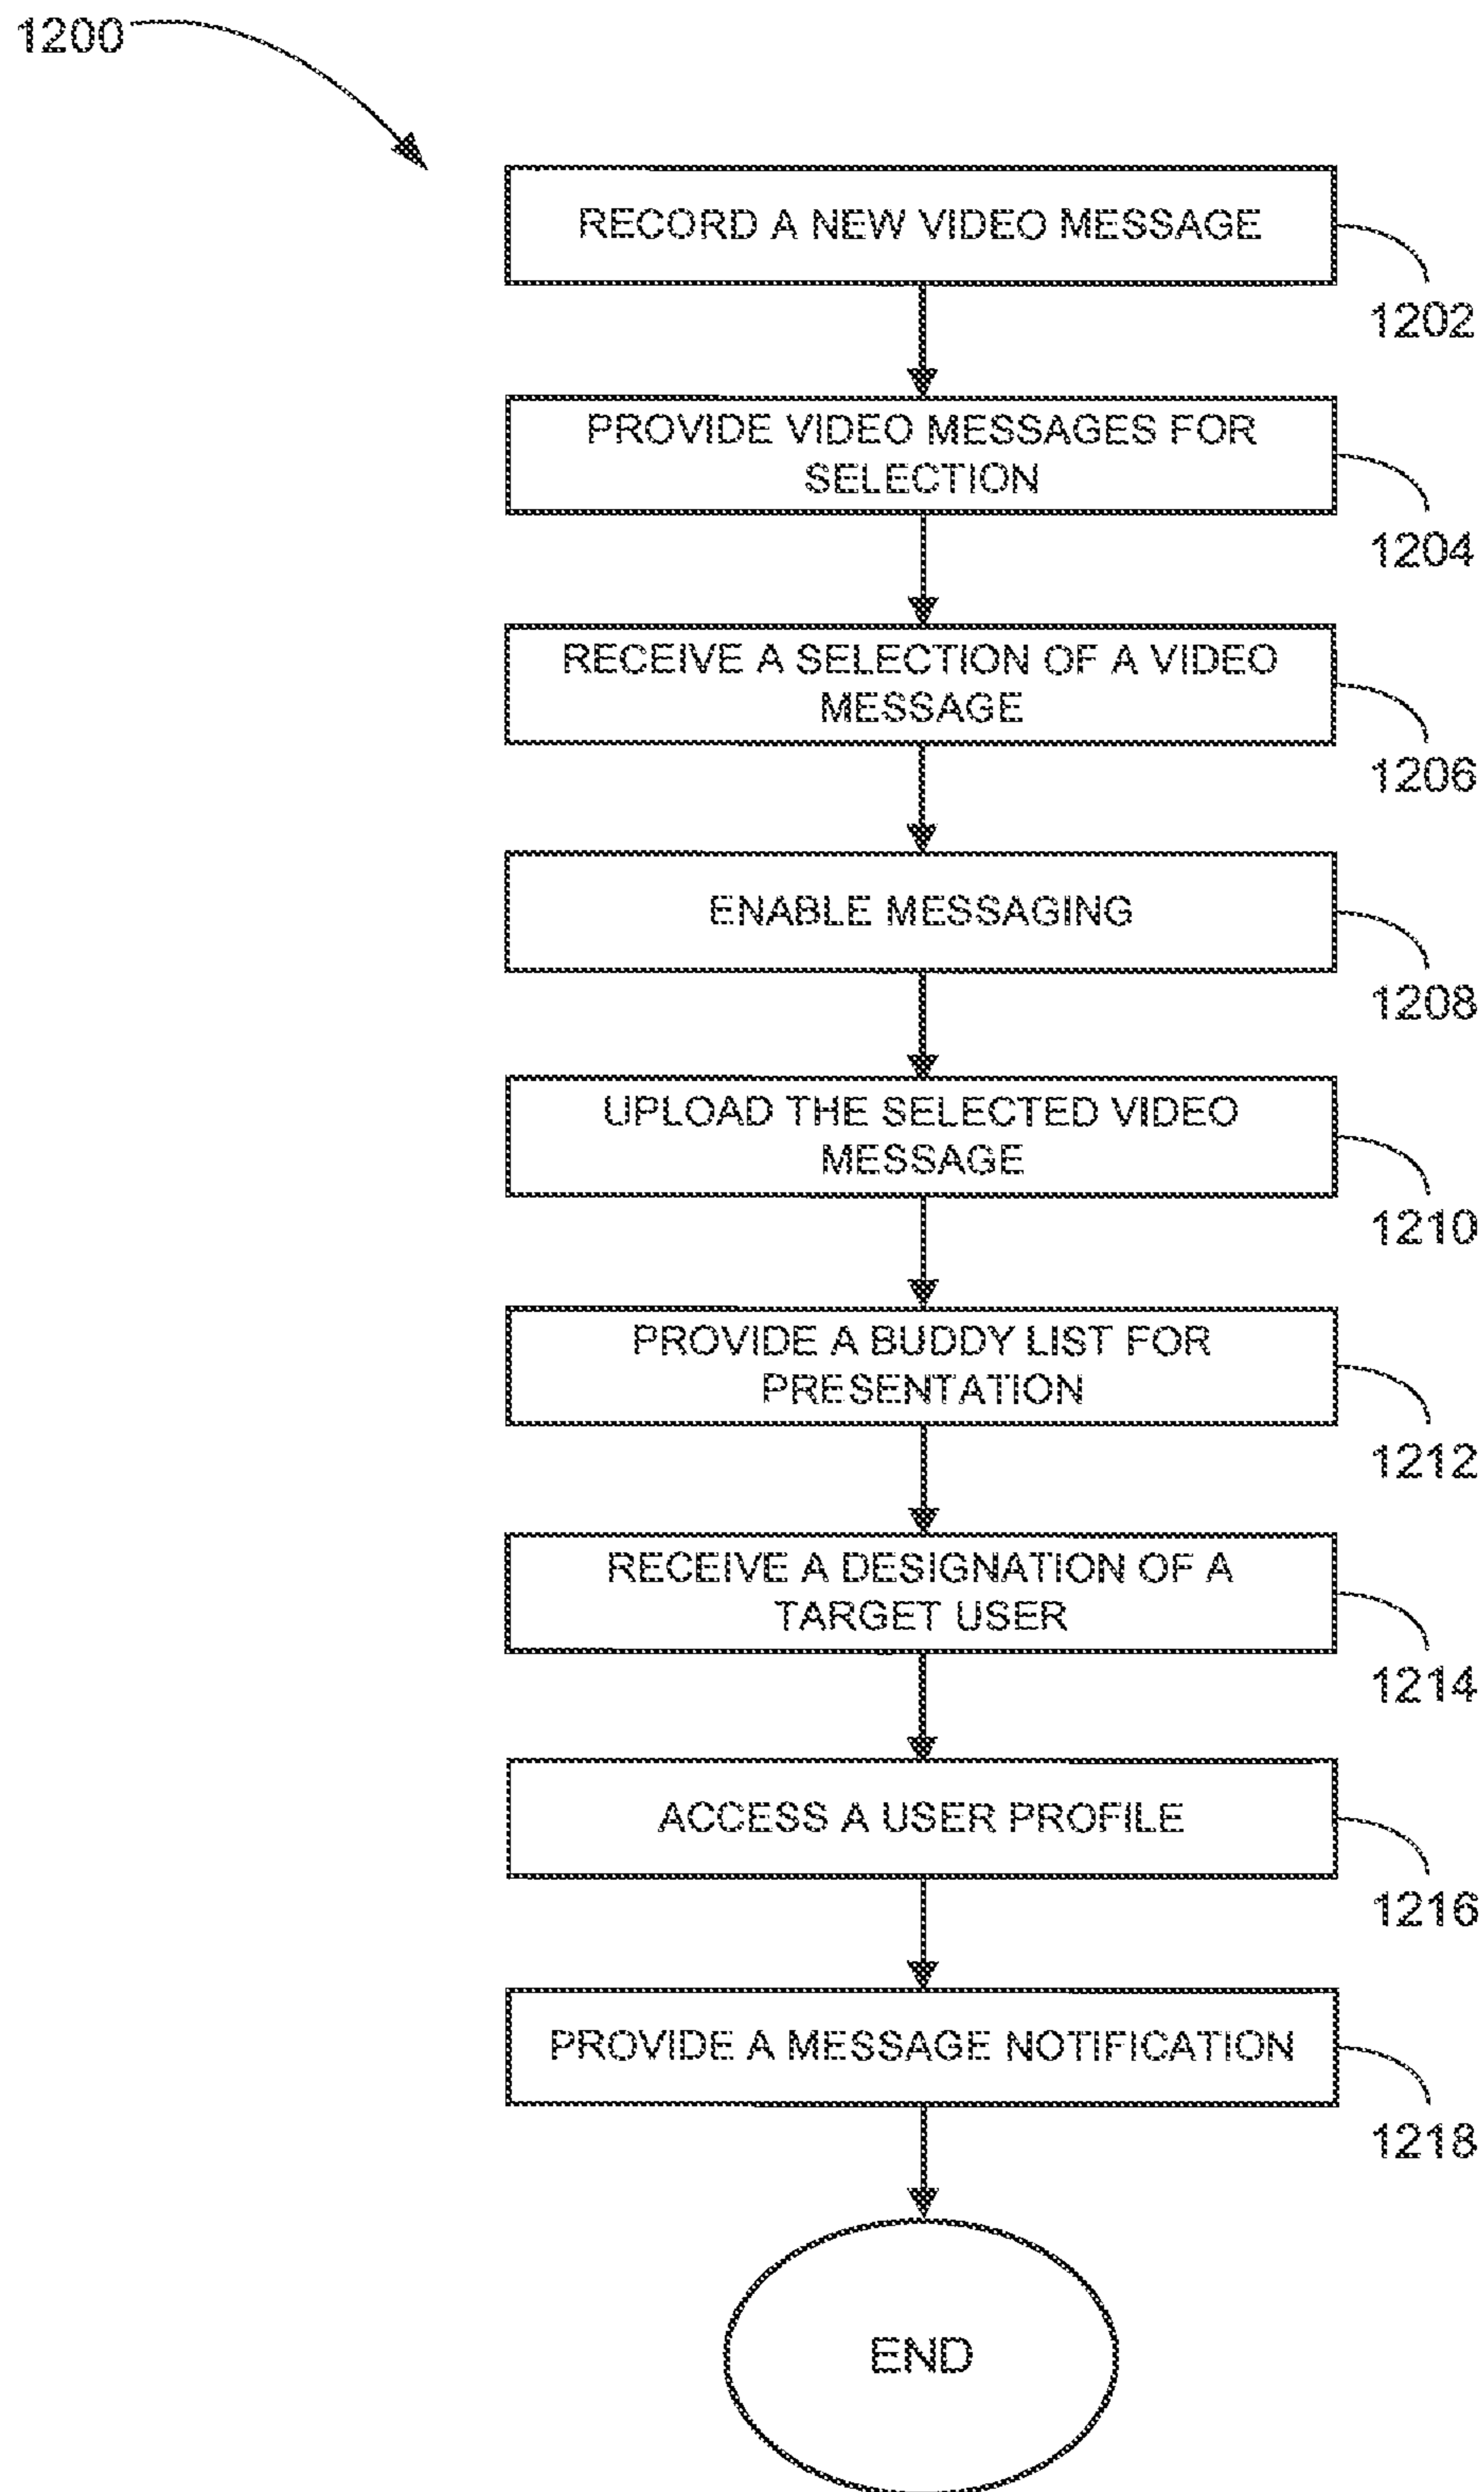 1200
RECORD A NEW VIDEO MESSAGE
1202
PROVIDE VIDEO MESSAGES FOR
SELECTION
1204
RECEIVE A SELECTION OF A VIDEO
MESSAGE
1206
ENABLE MESSAGING
1208
UPLOAD THE SELECTED VIDEO
MESSAGE
1210
PROVIDE A BUDDY LIST FOR
PRESENTATION
1212
RECEIVE A DESIGNATION OF A
TARGET USER
1214
ACCESS A USER PROFILE
1216
PROVIDE A MESSAGE NOTIFICATION
1218
END